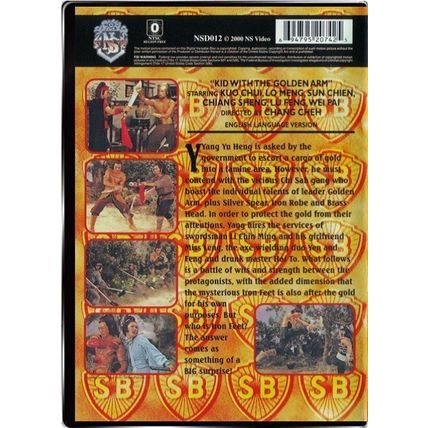 NSD012 © 2000 NS Video
NTSC
"KID WITH THE GOLDEN ARM"
STARRING KUO CHUI, LO MENG, SUN CHIEN,
CHIANG SHENG, LU FENG, WEI PAI
DIRECTED BY CHANG CHEH
ENGLISH LANGUAGE VERSION
Yang Yu Heng is asked by the
government to escort a cargo of gold
into a famine area. However, he must
contend with the vicious Chi San gang who
boast the individual talents of leader Golden
Arm, plus Silver Spear, Iron Robe and Brass
Head. In order to protect the gold from their
attentions, Yang hires the services of
swordsman Li Chin Ming and his girlfriend
Miss Leng, the axe wielding duo Yen and
Feng and drunk master Hai To. What follows
is a battle of wits and strength between the
protagonists, with the added dimension that
the mysterious Iron Feet is also after the gold
for his own
purposes. But
who is Iron Feet?
The answer
comes as
something of a
BIG surprise!
SB SB SB SB SB